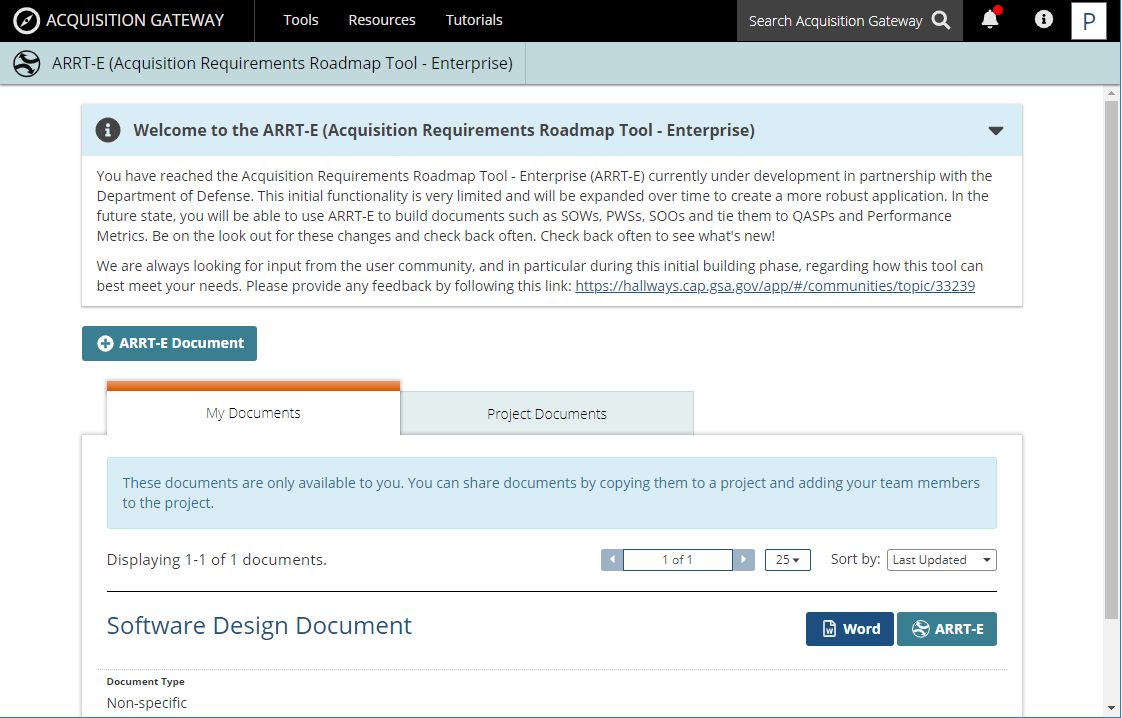 ACQUISITION GATEWAY
Tools
Resources
Tutorials
Search Acquisition Gateway
P
ARRT-E (Acquisition Requirements Roadmap Tool - Enterprise)
Welcome to the ARRT-E (Acquisition Requirements Roadmap Tool - Enterprise)
You have reached the Acquisition Requirements Roadmap Tool - Enterprise (ARRT-E) currently under development in partnership with the
Department of Defense. This initial functionality is very limited and will be expanded over time to create a more robust application. In the
future state, you will be able to use ARRT-E to build documents such as SOWs, PWSs, SOOs and tie them to QASPs and Performance
Metrics. Be on the look out for these changes and check back often. Check back often to see what's new!
We are always looking for input from the user community, and in particular during this initial building phase, regarding how this tool can
best meet your needs. Please provide any feedback by following this link: https://hallways.cap.gsa.gov/app/#/communities/topic/33239
ARRT-E Document
My Documents
Project Documents
These documents are only available to you. You can share documents by copying them to a project and adding your team members
to the project.
Displaying 1-1 of 1 documents.
1 of 1
25
Sort by:
Last Updated
Software Design Document
Word
ARRT-E
Document Type
Non-specific